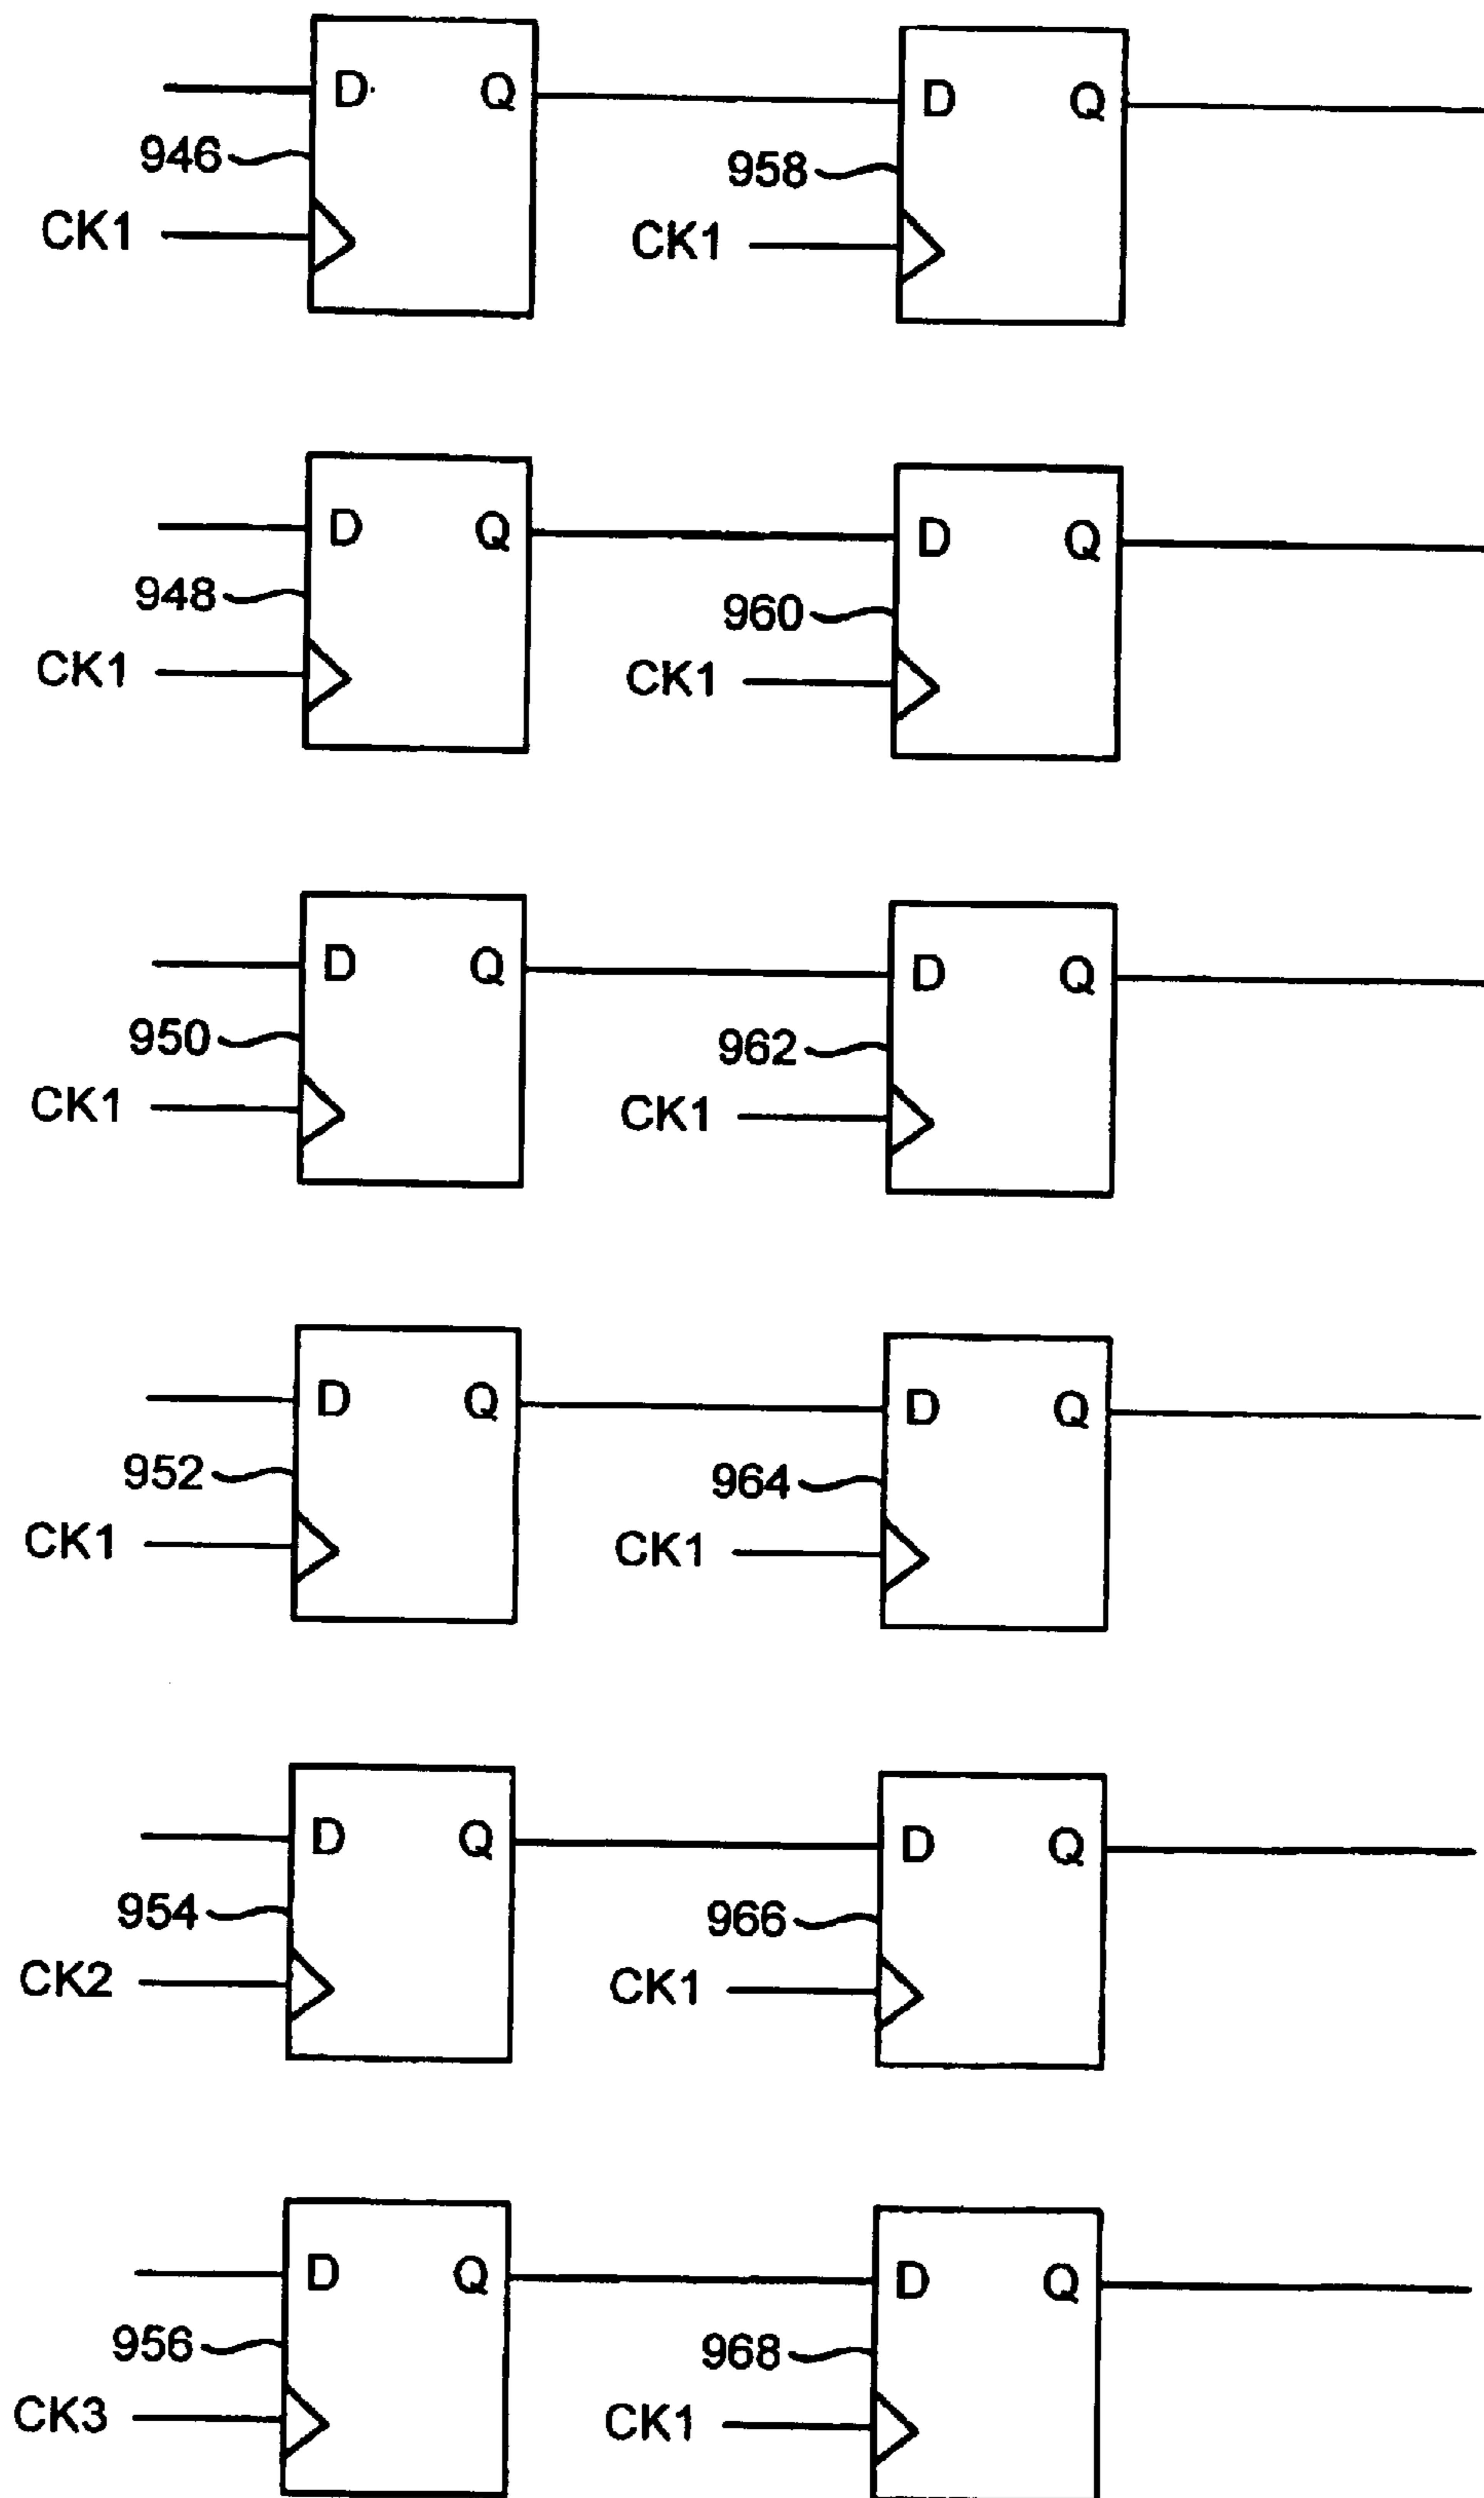 D Q D Q
946 958
CK1 CK1
D Q D Q
948 960
CK1 CK1
D Q D Q
950 962
CK1 CK1
D Q D Q
952 964
CK1 CK1
D Q D Q
954 966
CK2 CK1
D Q D Q
956 968
CK3 CK1